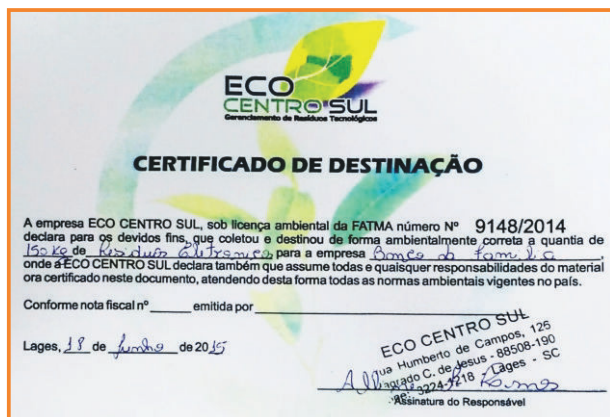 ECO
CENTRO SUL
Gerenciamento de Resíduos Tecnológicos
CERTIFICADO DE DESTINAÇÃO
A empresa ECO CENTRO SUL, sob licença ambiental da FATMA número Nº 9148/2014
declara para os devidos fins, que coletou e destinou de forma ambientalmente correta a quantia de
150 Kg de Resíduos Eletronicos para a empresa Banco da Familia
onde a ECO CENTRO SUL declara também que assume todas e quaisquer responsabilidades do material
ora certificado neste documento, atendendo desta forma todas as normas ambientais vigentes no país.
Conforme nota fiscal nº ______ emitida por ______
Lages, 18 de Junho de 2015
ECO CENTRO SUL
Rua Humberto de Campos, 125
Sagrado C. de Jesus - 88508-190
3224-4218 Lages - SC
Ramos
Assinatura do Responsável